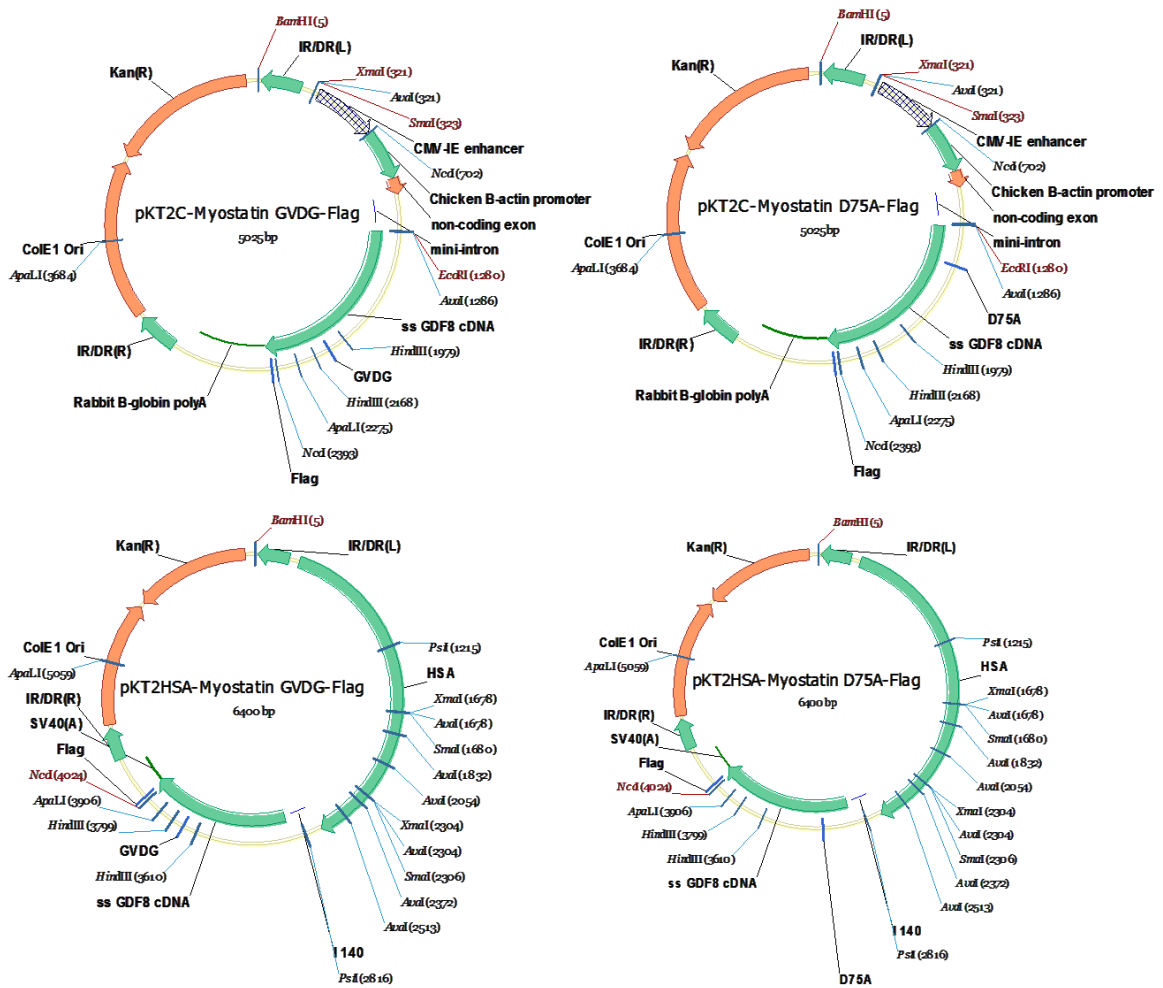 BamHI (5)
IR/DR(L)
Kan(R)
XmaI (321)
AvaI (321)
SmaI (323)
CMV-IE enhancer
NcoI (702)
Chicken B-actin promoter
non-coding exon
mini-intron
EcoRI (1280)
AvaI (1286)
ss GDF8 cDNA
HindIII (1979)
GVDG
HindIII (2168)
ApaLI (2275)
NcoI (2393)
Flag
Rabbit B-globin polyA
IR/DR(R)
ApaLI (3684)
ColE1 Ori
pKT2C-Myostatin GVDG-Flag
5025 bp
BamHI (5)
IR/DR(L)
Kan(R)
XmaI (321)
AvaI (321)
SmaI (323)
CMV-IE enhancer
NcoI (702)
Chicken B-actin promoter
non-coding exon
mini-intron
EcoRI (1280)
AvaI (1286)
D75A
ss GDF8 cDNA
HindIII (1979)
HindIII (2168)
ApaLI (2275)
NcoI (2393)
Flag
Rabbit B-globin polyA
IR/DR(R)
ApaLI (3684)
ColE1 Ori
pKT2C-Myostatin D75A-Flag
5025 bp
BamHI (5)
IR/DR(L)
Kan(R)
PsiI (1215)
HSA
XmaI (1678)
AvaI (1678)
SmaI (1680)
AvaI (1832)
AvaI (2054)
XmaI (2304)
AvaI (2304)
SmaI (2306)
AvaI (2372)
AvaI (2513)
I 140
PsiI (2816)
ss GDF8 cDNA
HindIII (3610)
GVDG
HindIII (3799)
ApaLI (3906)
NcoI (4024)
Flag
SV40(A)
IR/DR(R)
ApaLI (5059)
ColE1 Ori
pKT2HSA-Myostatin GVDG-Flag
6400 bp
BamHI (5)
IR/DR(L)
Kan(R)
PsiI (1215)
HSA
XmaI (1678)
AvaI (1678)
SmaI (1680)
AvaI (1832)
AvaI (2054)
XmaI (2304)
AvaI (2304)
SmaI (2306)
AvaI (2372)
AvaI (2513)
I 140
PsiI (2816)
D75A
ss GDF8 cDNA
HindIII (3610)
HindIII (3799)
ApaLI (3906)
NcoI (4024)
Flag
SV40(A)
IR/DR(R)
ApaLI (5059)
ColE1 Ori
pKT2HSA-Myostatin D75A-Flag
6400 bp